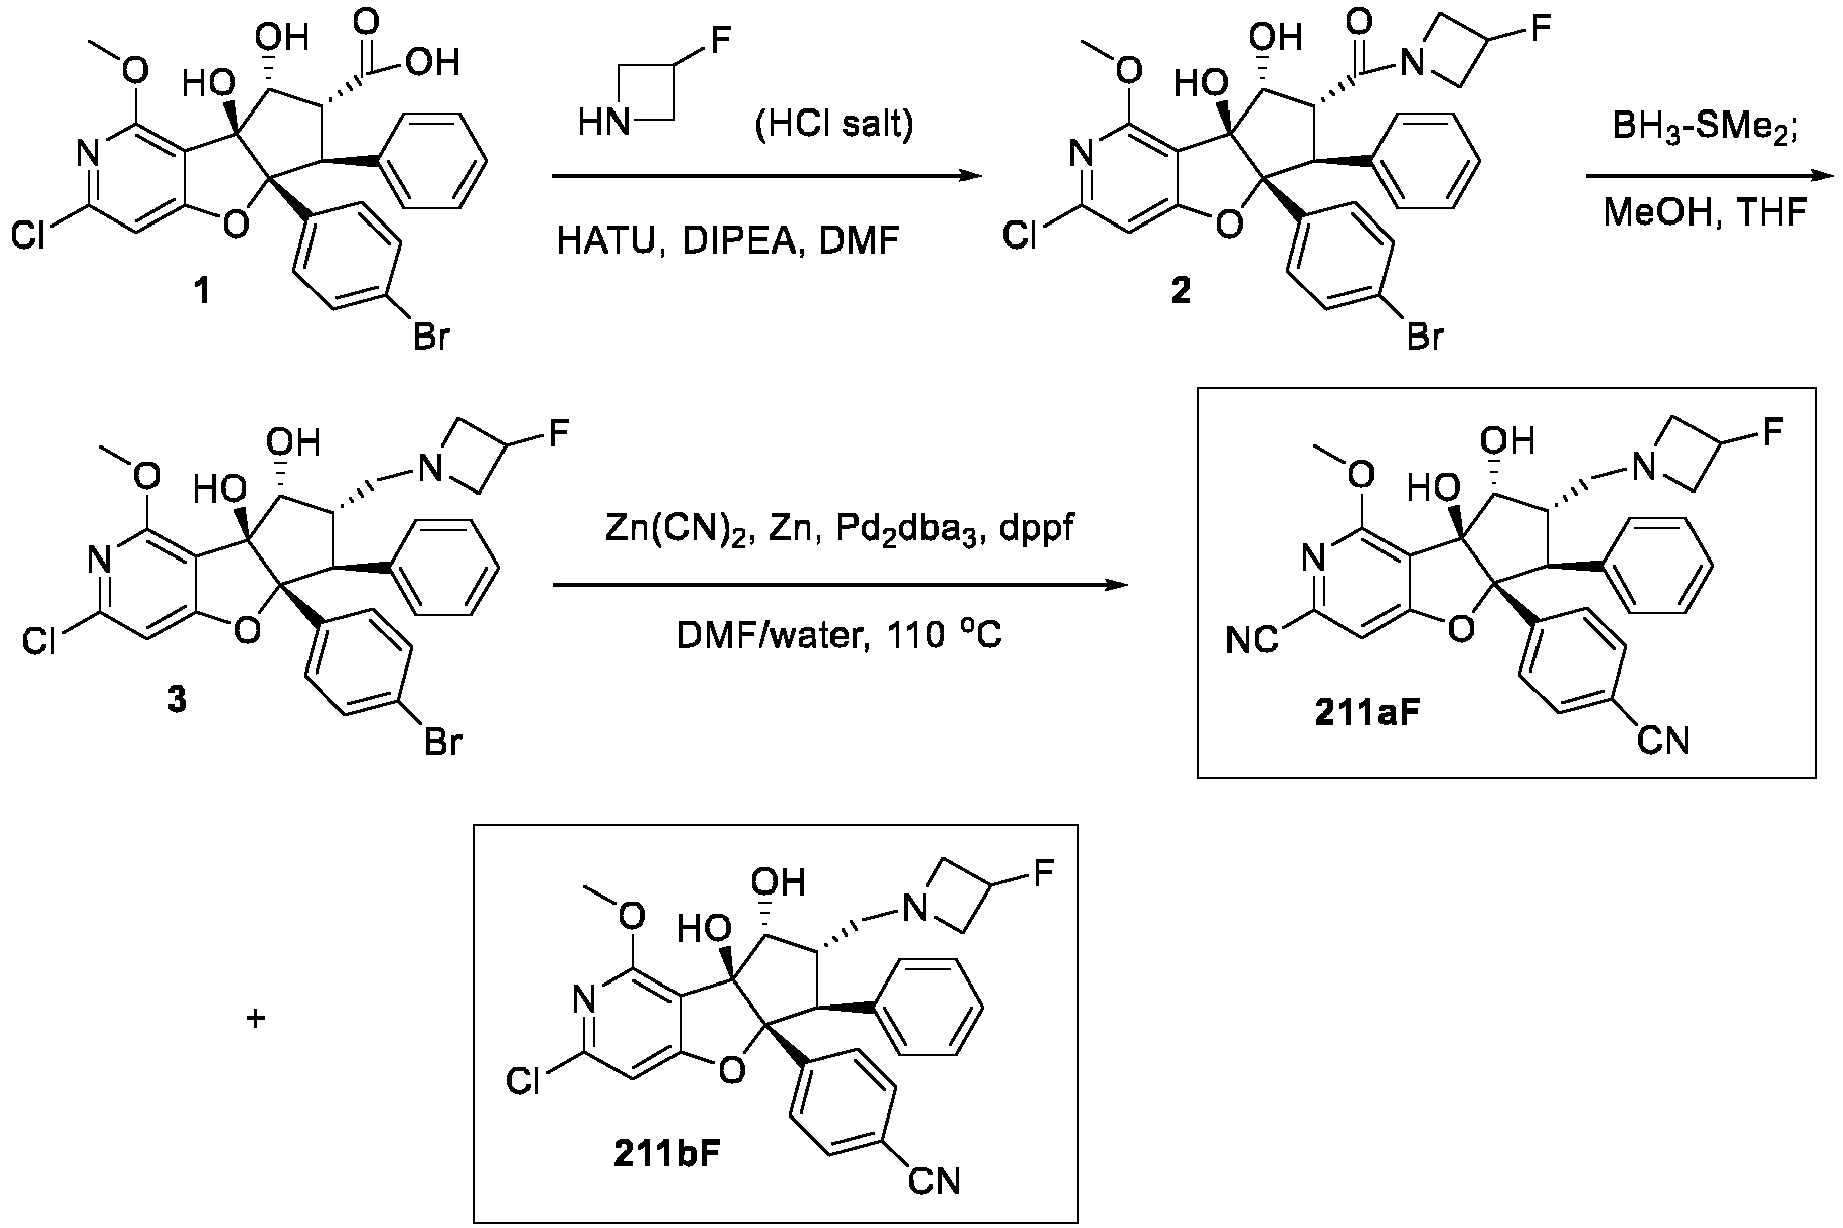 OH
O
OH
O
HO
N
Cl
O
Br
1
F
HN
(HCl salt)
HATU, DIPEA, DMF
OH
O
N
F
O
HO
N
Cl
O
Br
2
BH3-SMe2;
MeOH, THF
OH
N
F
O
HO
N
Cl
O
Br
3
Zn(CN)2, Zn, Pd2dba3, dppf
DMF/water, 110 °C
OH
N
F
O
HO
N
NC
O
CN
211aF
+
OH
N
F
O
HO
N
Cl
O
CN
211bF